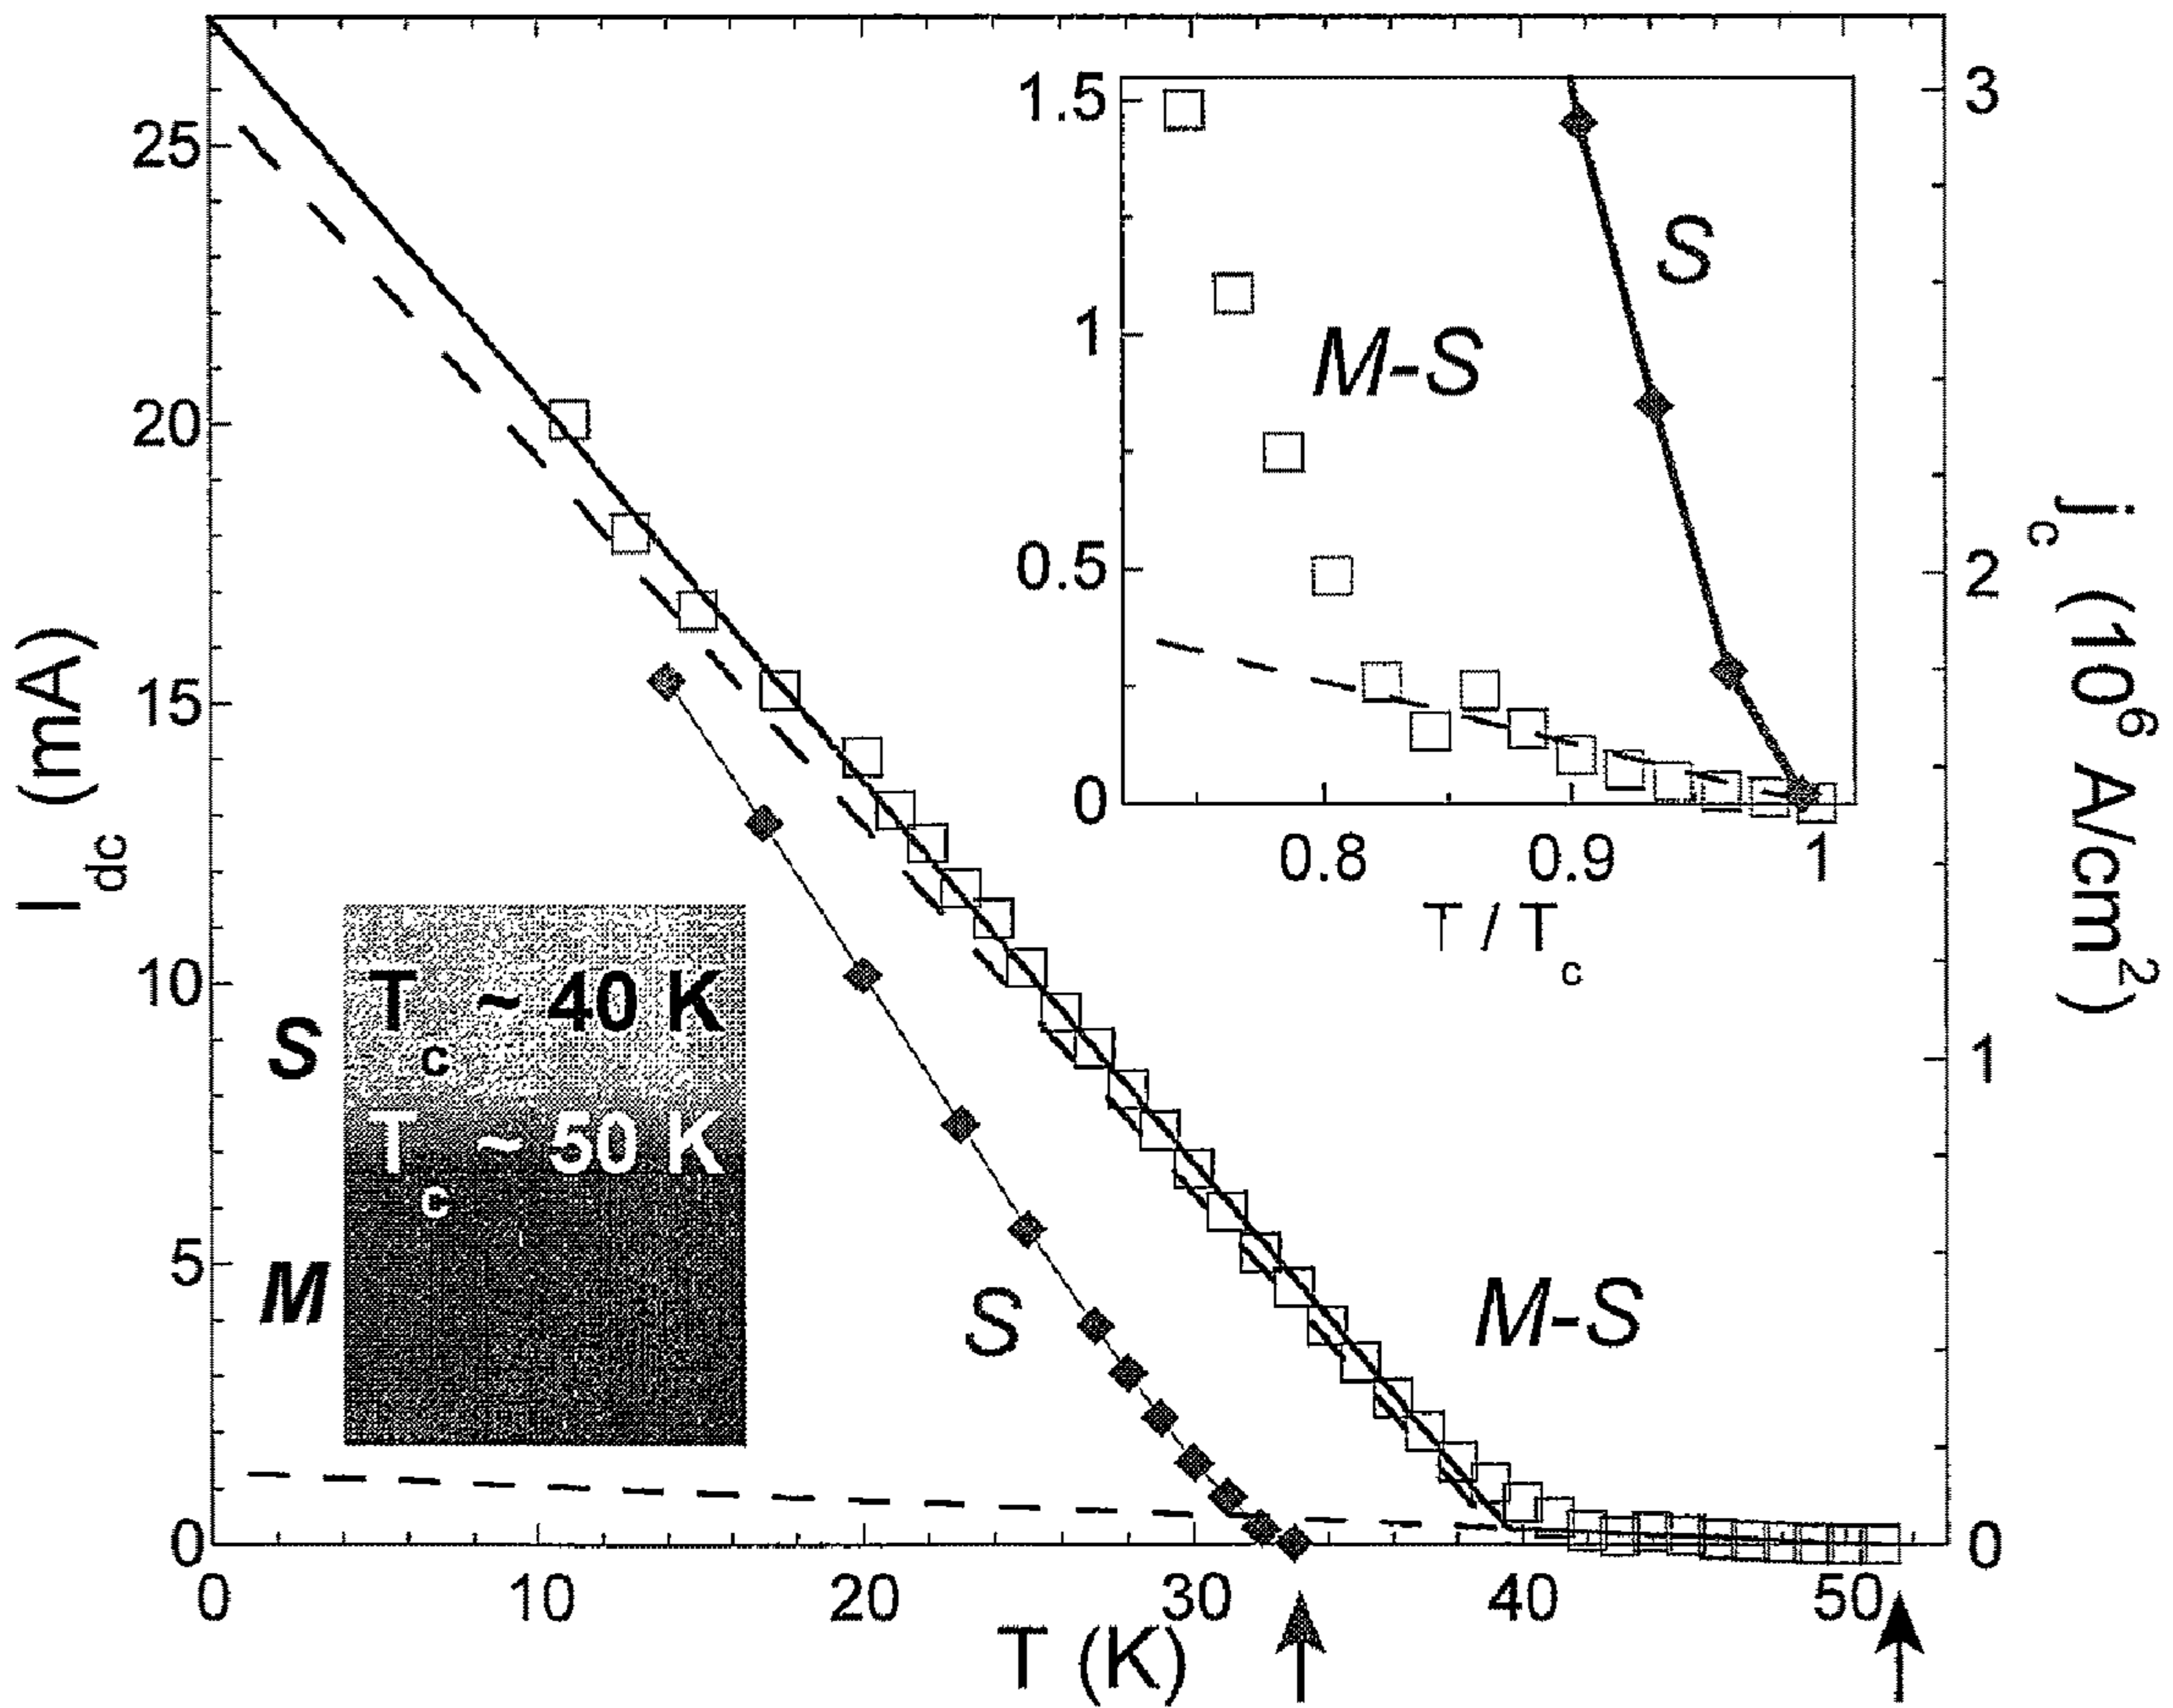 I_dc (mA)
25
20
15
10
5
0
0
10
20
30
40
50
T (K)
3
2
1
0
j_c (10^6 A/cm^2)
S
M-S
S
T_c ~ 40 K
T_c ~ 50 K
M
1.5
1
0.5
0
0.8
0.9
1
T / T_c
M-S
S